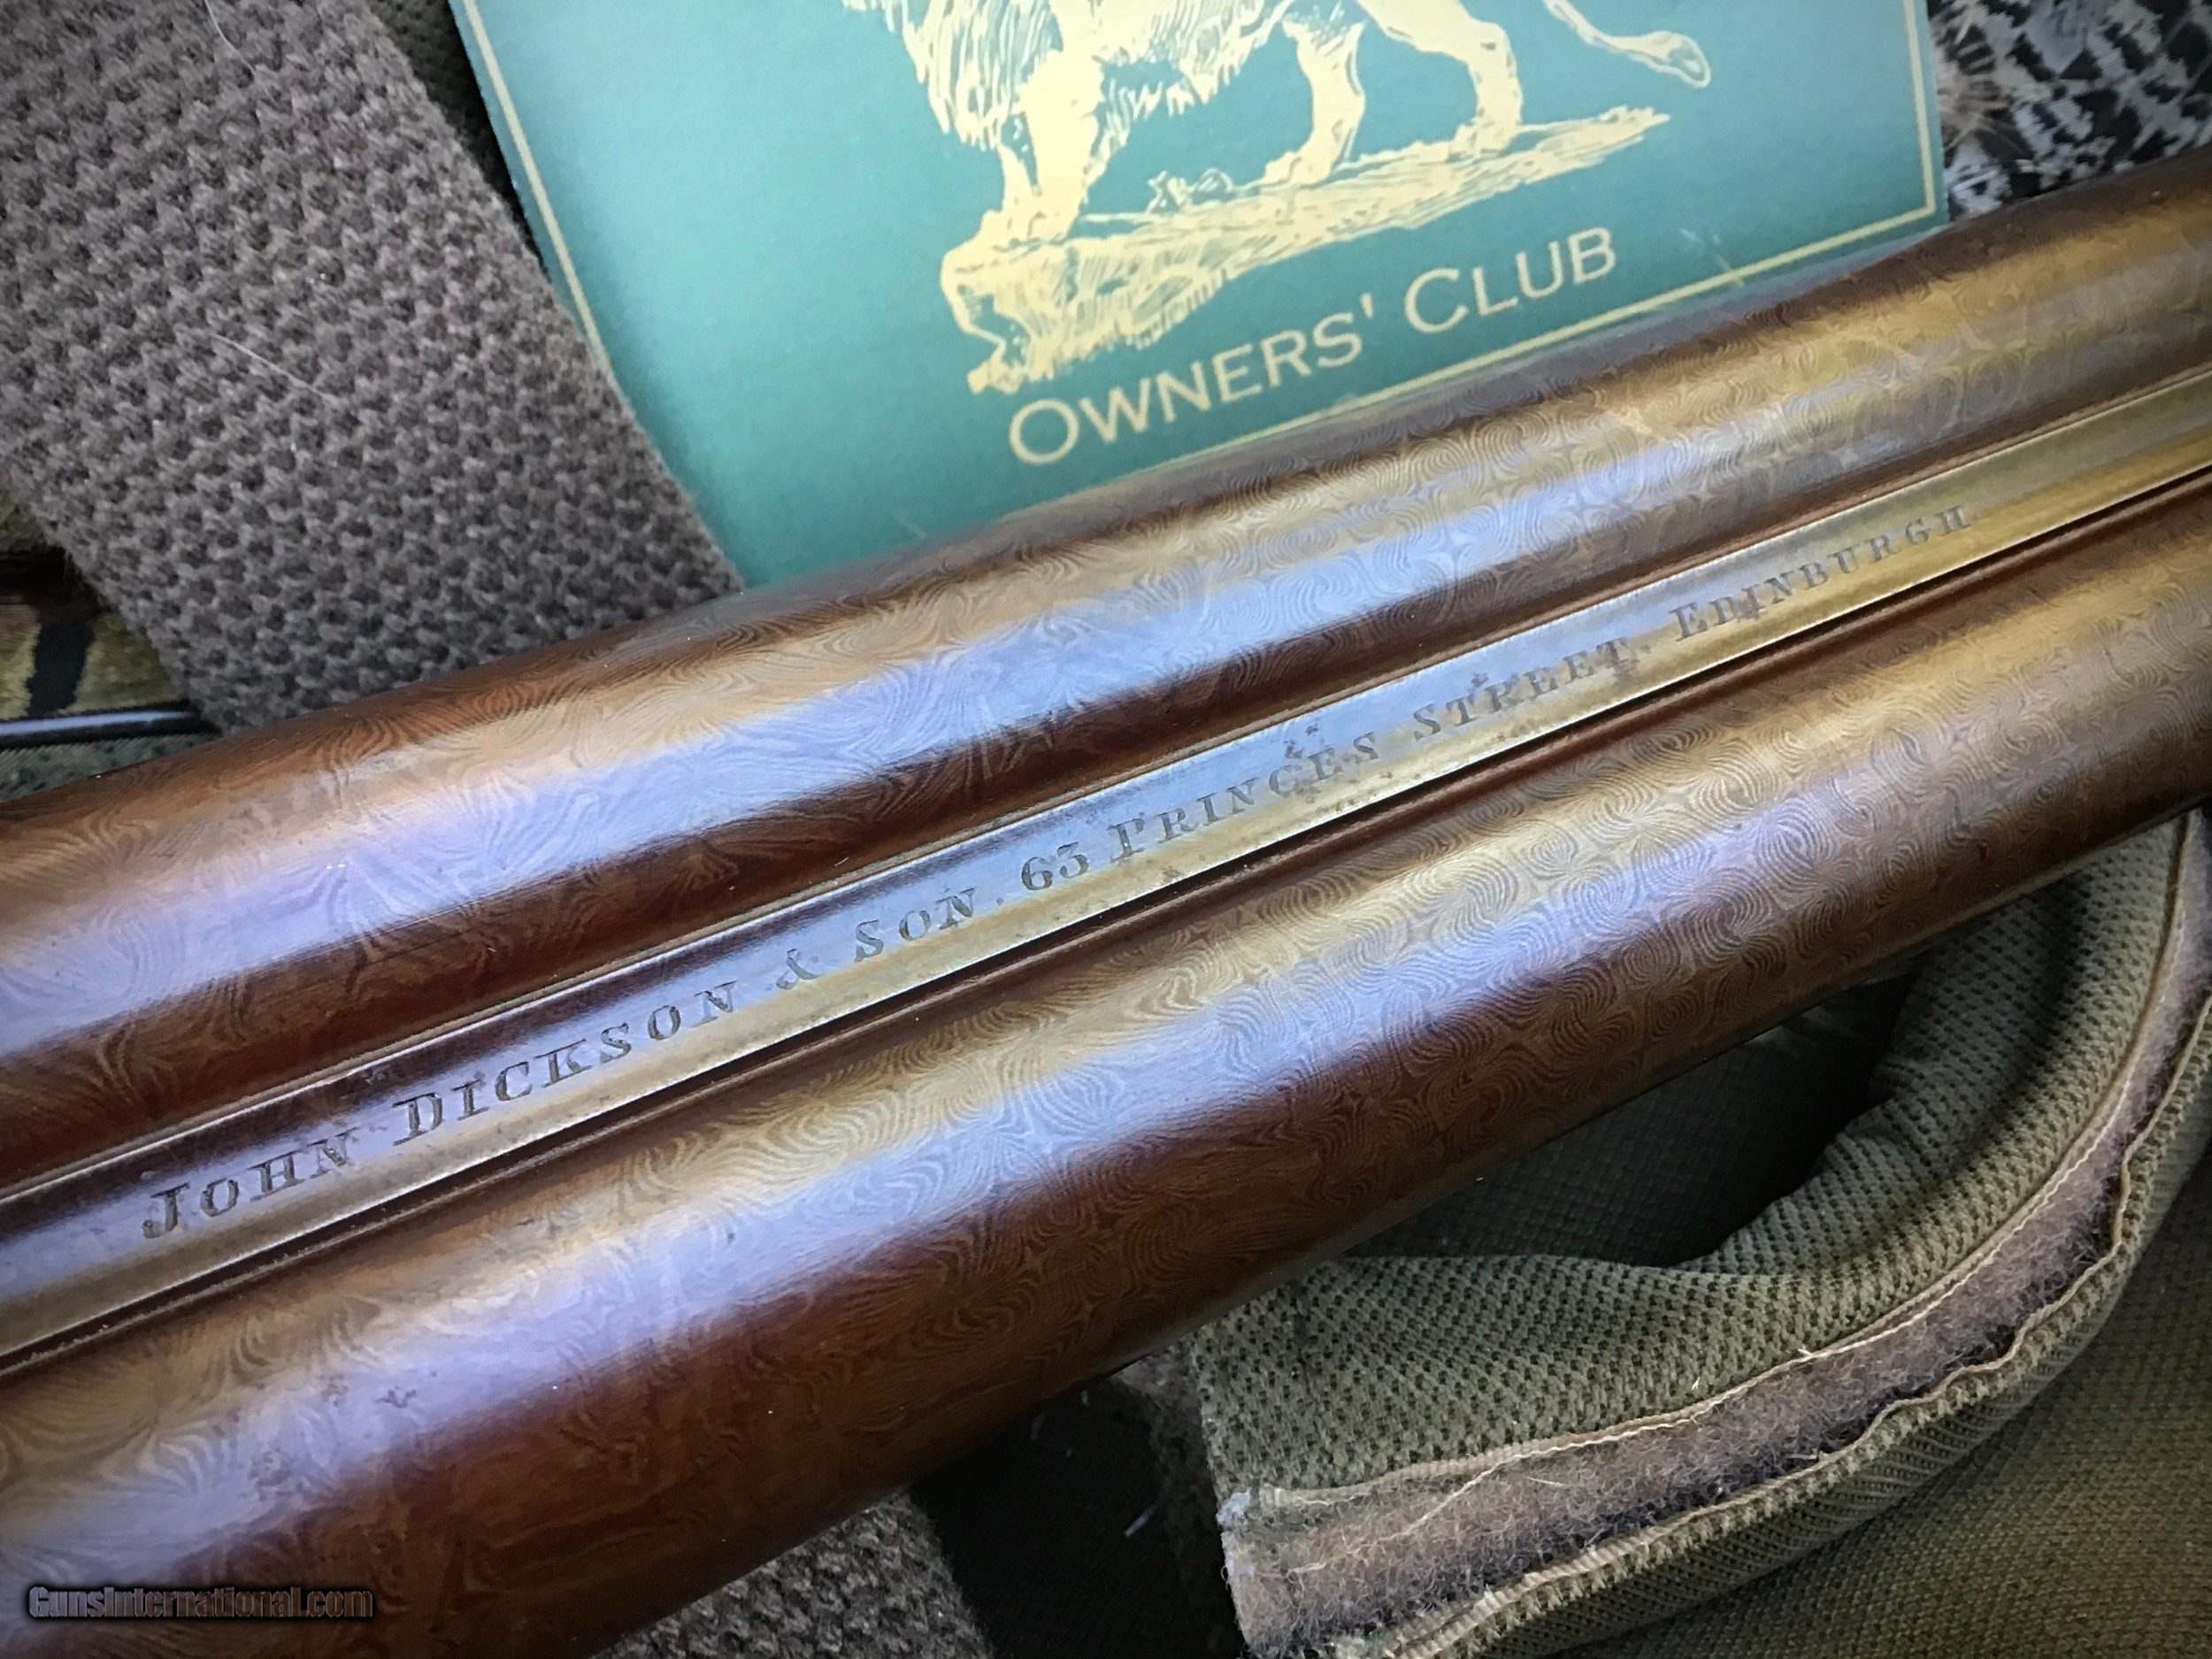 OWNERS' CLUB
JOHN DICKSON & SON. 63 PRINCES STREET. EDINBURGH.
GunsInternational.com